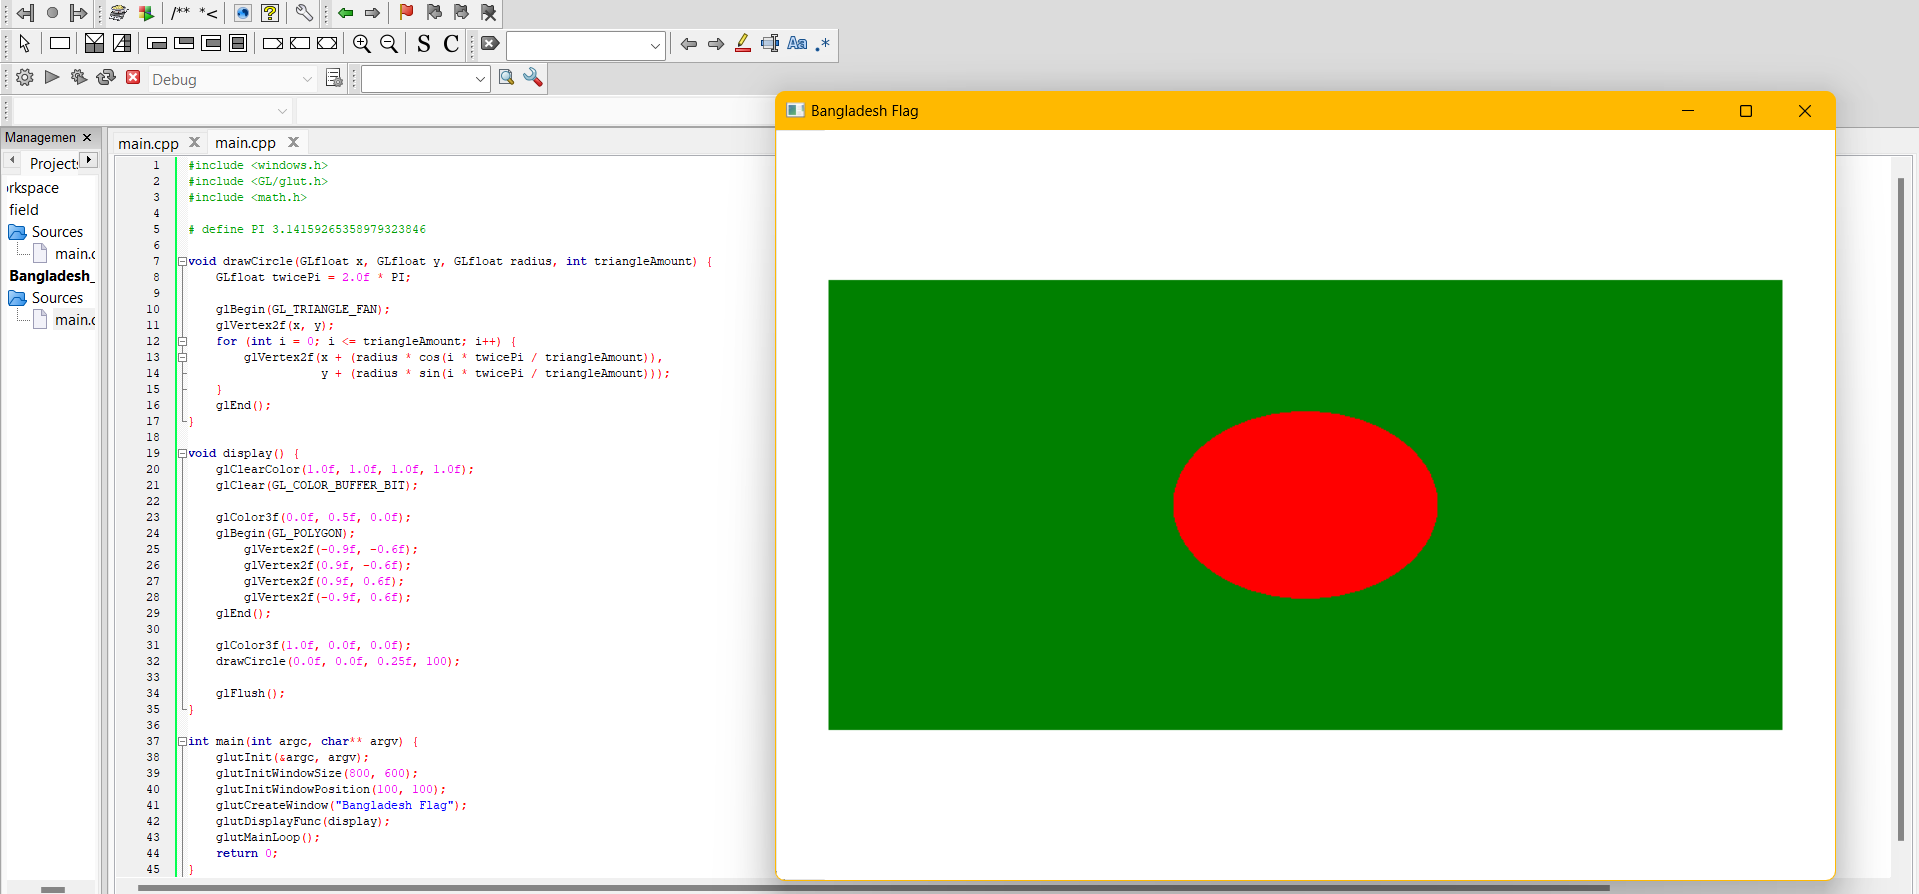 /** *<
S C
Aa .*
Debug
Bangladesh Flag
Managemen
Projects
main.cpp
main.cpp
rkspace
field
Sources
main.c
Bangladesh_
Sources
main.c
1 #include <windows.h>
2 #include <GL/glut.h>
3 #include <math.h>
4
5 # define PI 3.14159265358979323846
6
7 void drawCircle(GLfloat x, GLfloat y, GLfloat radius, int triangleAmount) {
8 GLfloat twicePi = 2.0f * PI;
9
10 glBegin(GL_TRIANGLE_FAN);
11 glVertex2f(x, y);
12 for (int i = 0; i <= triangleAmount; i++) {
13 glVertex2f(x + (radius * cos(i * twicePi / triangleAmount)),
14 y + (radius * sin(i * twicePi / triangleAmount)));
15 }
16 glEnd();
17 }
18
19 void display() {
20 glClearColor(1.0f, 1.0f, 1.0f, 1.0f);
21 glClear(GL_COLOR_BUFFER_BIT);
22
23 glColor3f(0.0f, 0.5f, 0.0f);
24 glBegin(GL_POLYGON);
25 glVertex2f(-0.9f, -0.6f);
26 glVertex2f(0.9f, -0.6f);
27 glVertex2f(0.9f, 0.6f);
28 glVertex2f(-0.9f, 0.6f);
29 glEnd();
30
31 glColor3f(1.0f, 0.0f, 0.0f);
32 drawCircle(0.0f, 0.0f, 0.25f, 100);
33
34 glFlush();
35 }
36
37 int main(int argc, char** argv) {
38 glutInit(&argc, argv);
39 glutInitWindowSize(800, 600);
40 glutInitWindowPosition(100, 100);
41 glutCreateWindow("Bangladesh Flag");
42 glutDisplayFunc(display);
43 glutMainLoop();
44 return 0;
45 }